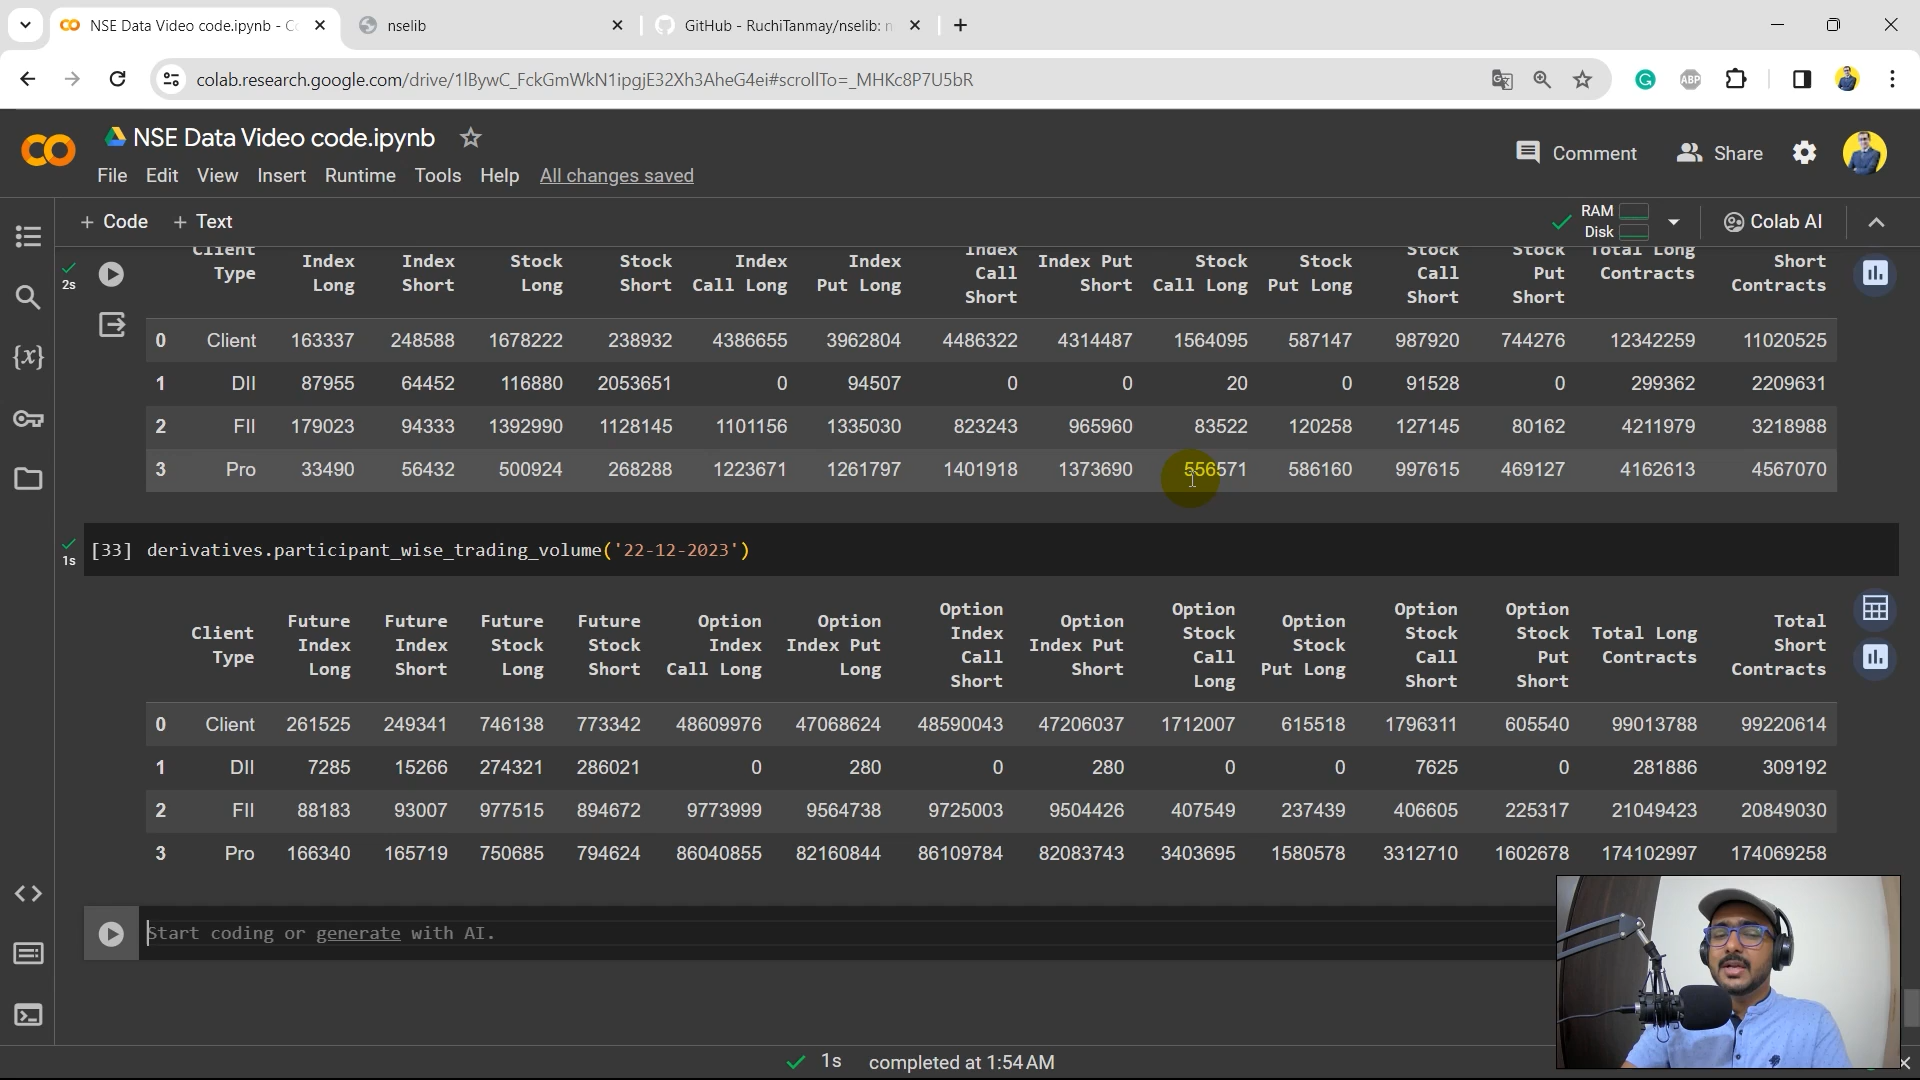 NSE Data Video code.ipynb - Co
nselib
GitHub - RuchiTanmay/nselib: n
colab.research.google.com/drive/1lBywC_FckGmWkN1ipgjE32Xh3AheG4ei#scrollTo=_MHKc8P7U5bR
ABP
NSE Data Video code.ipynb
Comment
Share
File Edit View Insert Runtime Tools Help All changes saved
+ Code + Text
RAM
Disk
Colab AI
Client Type Index Long Index Short Stock Long Stock Short Index Call Long Index Put Long Index Call Short Index Put Short Stock Call Long Stock Put Long Stock Call Short Stock Put Short Total Long Contracts Short Contracts
2s
0 Client 163337 248588 1678222 238932 4386655 3962804 4486322 4314487 1564095 587147 987920 744276 12342259 11020525
1 DII 87955 64452 116880 2053651 0 94507 0 0 20 0 91528 0 299362 2209631
2 FII 179023 94333 1392990 1128145 1101156 1335030 823243 965960 83522 120258 127145 80162 4211979 3218988
3 Pro 33490 56432 500924 268288 1223671 1261797 1401918 1373690 556571 586160 997615 469127 4162613 4567070
1s
[33] derivatives.participant_wise_trading_volume('22-12-2023')
Client Type Future Index Long Future Index Short Future Stock Long Future Stock Short Option Index Call Long Option Index Put Long Option Index Call Short Option Index Put Short Option Stock Call Long Option Stock Put Long Option Stock Call Short Option Stock Put Short Total Long Contracts Total Short Contracts
0 Client 261525 249341 746138 773342 48609976 47068624 48590043 47206037 1712007 615518 1796311 605540 99013788 99220614
1 DII 7285 15266 274321 286021 0 280 0 280 0 0 7625 0 281886 309192
2 FII 88183 93007 977515 894672 9773999 9564738 9725003 9504426 407549 237439 406605 225317 21049423 20849030
3 Pro 166340 165719 750685 794624 86040855 82160844 86109784 82083743 3403695 1580578 3312710 1602678 174102997 174069258
Start coding or generate with AI.
1s completed at 1:54 AM